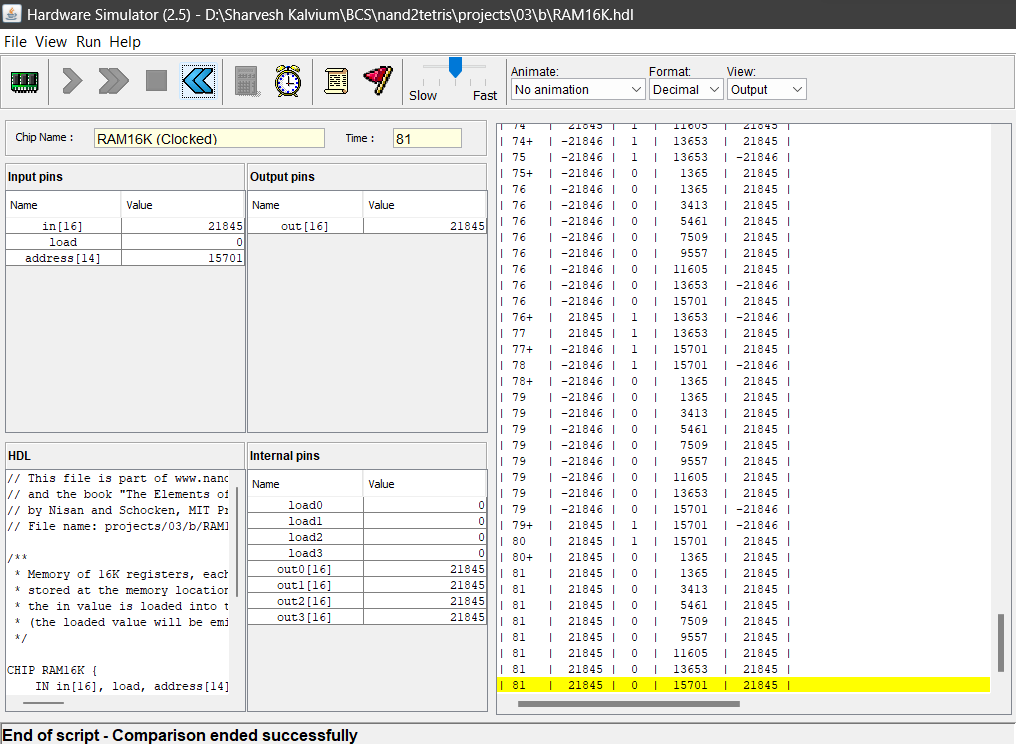 Hardware Simulator (2.5) - D:\Sharvesh Kalvium\BCS\nand2tetris\projects\03\b\RAM16K.hdl
File View Run Help
Slow Fast
Animate: Format: View:
No animation Decimal Output
Chip Name : RAM16K (Clocked) Time : 81
Input pins
Name Value
in[16] 21845
load 0
address[14] 15701
Output pins
Name Value
out[16] 21845
HDL
// This file is part of www.nand
// and the book "The Elements of
// by Nisan and Schocken, MIT Pr
// File name: projects/03/b/RAM1
/**
* Memory of 16K registers, each
* stored at the memory location
* the in value is loaded into t
* (the loaded value will be emi
*/
CHIP RAM16K {
IN in[16], load, address[14]
Internal pins
Name Value
load0 0
load1 0
load2 0
load3 0
out0[16] 21845
out1[16] 21845
out2[16] 21845
out3[16] 21845
| 74 | 21845 | 1 | 11605 | 21845 |
| 74+ | -21846 | 1 | 13653 | 21845 |
| 75 | -21846 | 1 | 13653 | -21846 |
| 75+ | -21846 | 0 | 1365 | 21845 |
| 76 | -21846 | 0 | 1365 | 21845 |
| 76 | -21846 | 0 | 3413 | 21845 |
| 76 | -21846 | 0 | 5461 | 21845 |
| 76 | -21846 | 0 | 7509 | 21845 |
| 76 | -21846 | 0 | 9557 | 21845 |
| 76 | -21846 | 0 | 11605 | 21845 |
| 76 | -21846 | 0 | 13653 | -21846 |
| 76 | -21846 | 0 | 15701 | 21845 |
| 76+ | 21845 | 1 | 13653 | -21846 |
| 77 | 21845 | 1 | 13653 | 21845 |
| 77+ | -21846 | 1 | 15701 | 21845 |
| 78 | -21846 | 1 | 15701 | -21846 |
| 78+ | -21846 | 0 | 1365 | 21845 |
| 79 | -21846 | 0 | 1365 | 21845 |
| 79 | -21846 | 0 | 3413 | 21845 |
| 79 | -21846 | 0 | 5461 | 21845 |
| 79 | -21846 | 0 | 7509 | 21845 |
| 79 | -21846 | 0 | 9557 | 21845 |
| 79 | -21846 | 0 | 11605 | 21845 |
| 79 | -21846 | 0 | 13653 | 21845 |
| 79 | -21846 | 0 | 15701 | -21846 |
| 79+ | 21845 | 1 | 15701 | -21846 |
| 80 | 21845 | 1 | 15701 | 21845 |
| 80+ | 21845 | 0 | 1365 | 21845 |
| 81 | 21845 | 0 | 1365 | 21845 |
| 81 | 21845 | 0 | 3413 | 21845 |
| 81 | 21845 | 0 | 5461 | 21845 |
| 81 | 21845 | 0 | 7509 | 21845 |
| 81 | 21845 | 0 | 9557 | 21845 |
| 81 | 21845 | 0 | 11605 | 21845 |
| 81 | 21845 | 0 | 13653 | 21845 |
| 81 | 21845 | 0 | 15701 | 21845 |
End of script - Comparison ended successfully